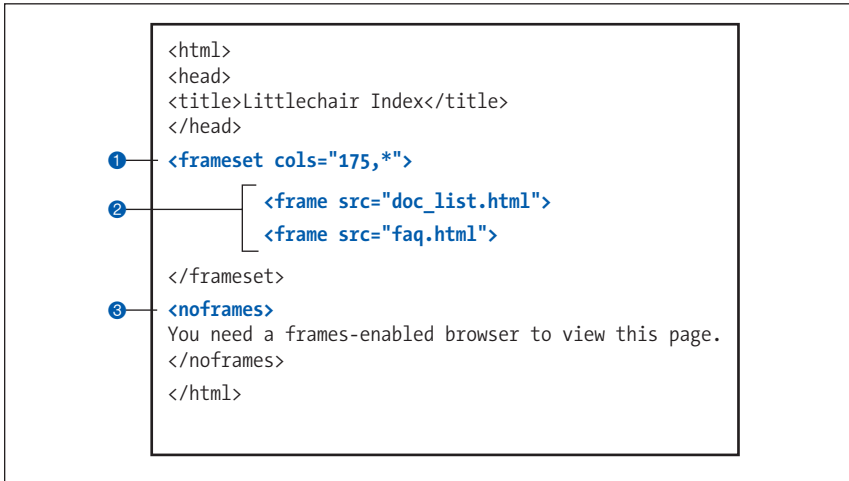 <html>
<head>
<title>Littlechair Index</title>
</head>
1 <frameset cols="175,*">
2 <frame src="doc_list.html">
<frame src="faq.html">
</frameset>
3 <noframes>
You need a frames-enabled browser to view this page.
</noframes>
</html>